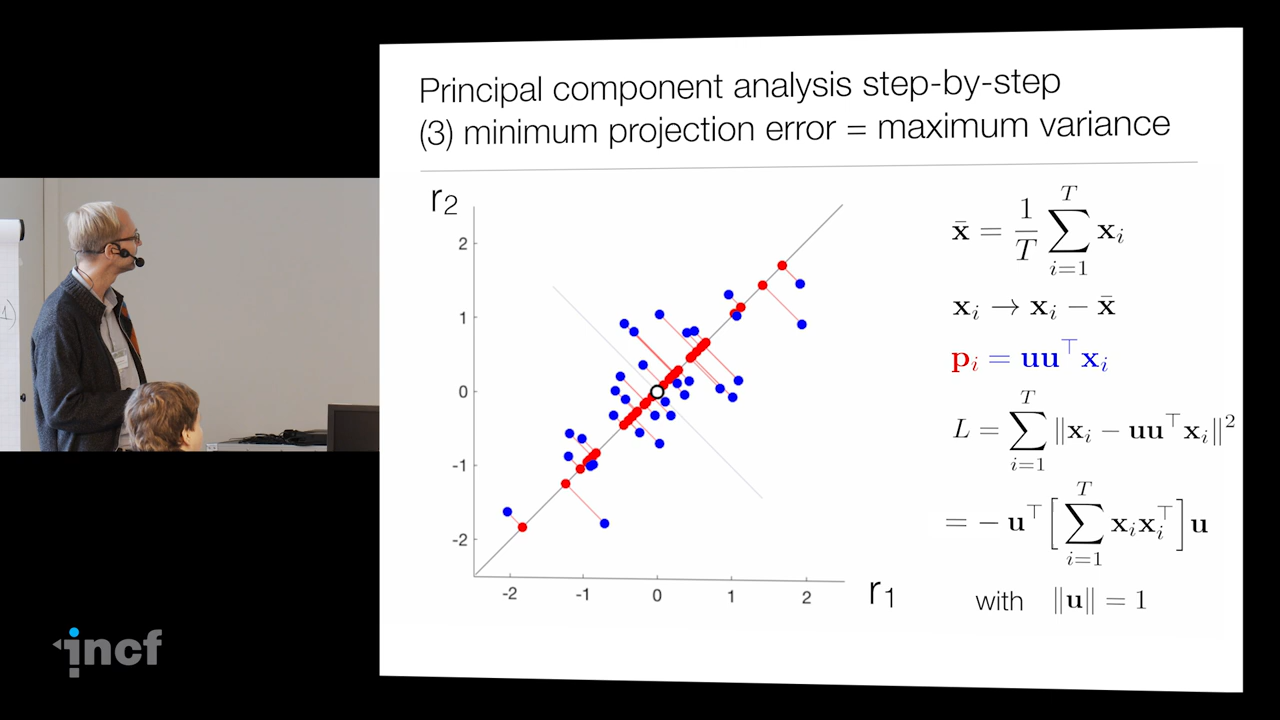 Principal component analysis step-by-step
(3) minimum projection error = maximum variance
r2
2
1
0
-1
-2
-2 -1 0 1 2
r1
x̄ = 1/T ∑_{i=1}^{T} x_i
x_i → x_i − x̄
p_i = uu^⊤x_i
L = ∑_{i=1}^{T} ‖x_i − uu^⊤x_i‖²
= − u^⊤[∑_{i=1}^{T} x_i x_i^⊤]u
with ‖u‖ = 1
1)
incf